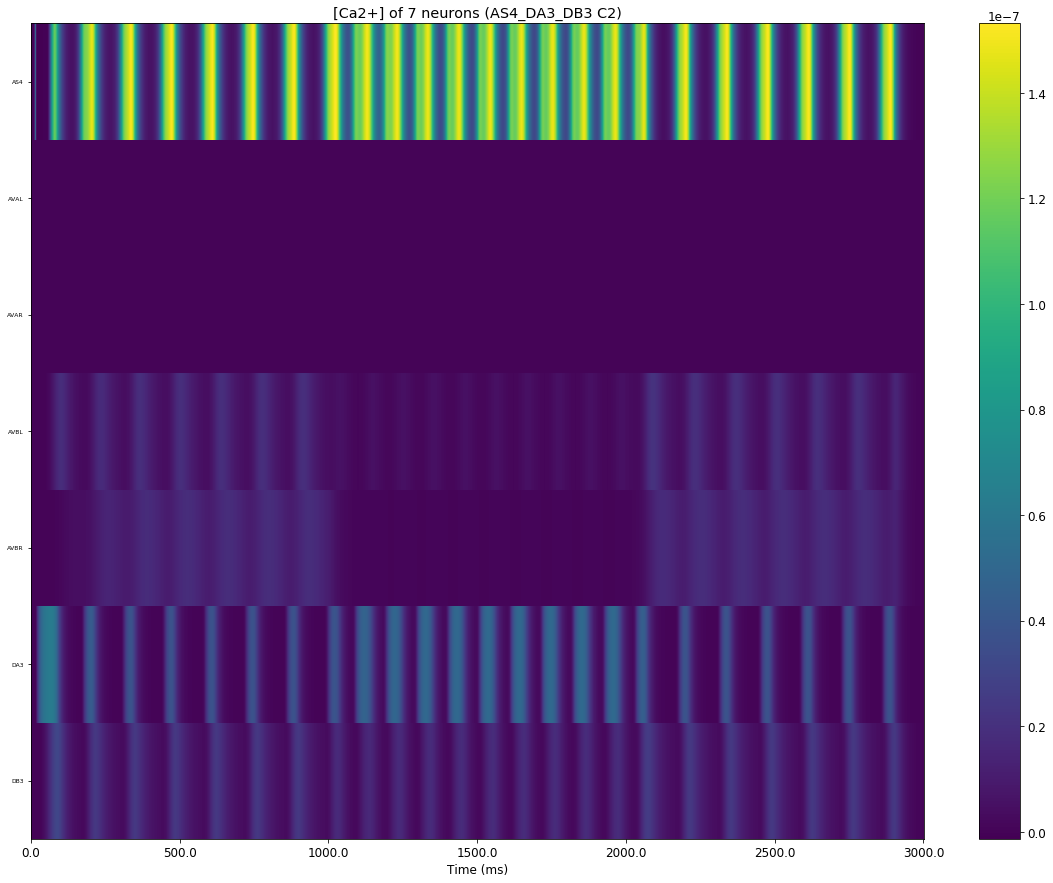 [Ca2+] of 7 neurons (AS4_DA3_DB3 C2)
1e−7
AS4
AVAL
AVAR
AVBL
AVBR
DA3
DB3
1.4
1.2
1.0
0.8
0.6
0.4
0.2
0.0
0.0 500.0 1000.0 1500.0 2000.0 2500.0 3000.0
Time (ms)